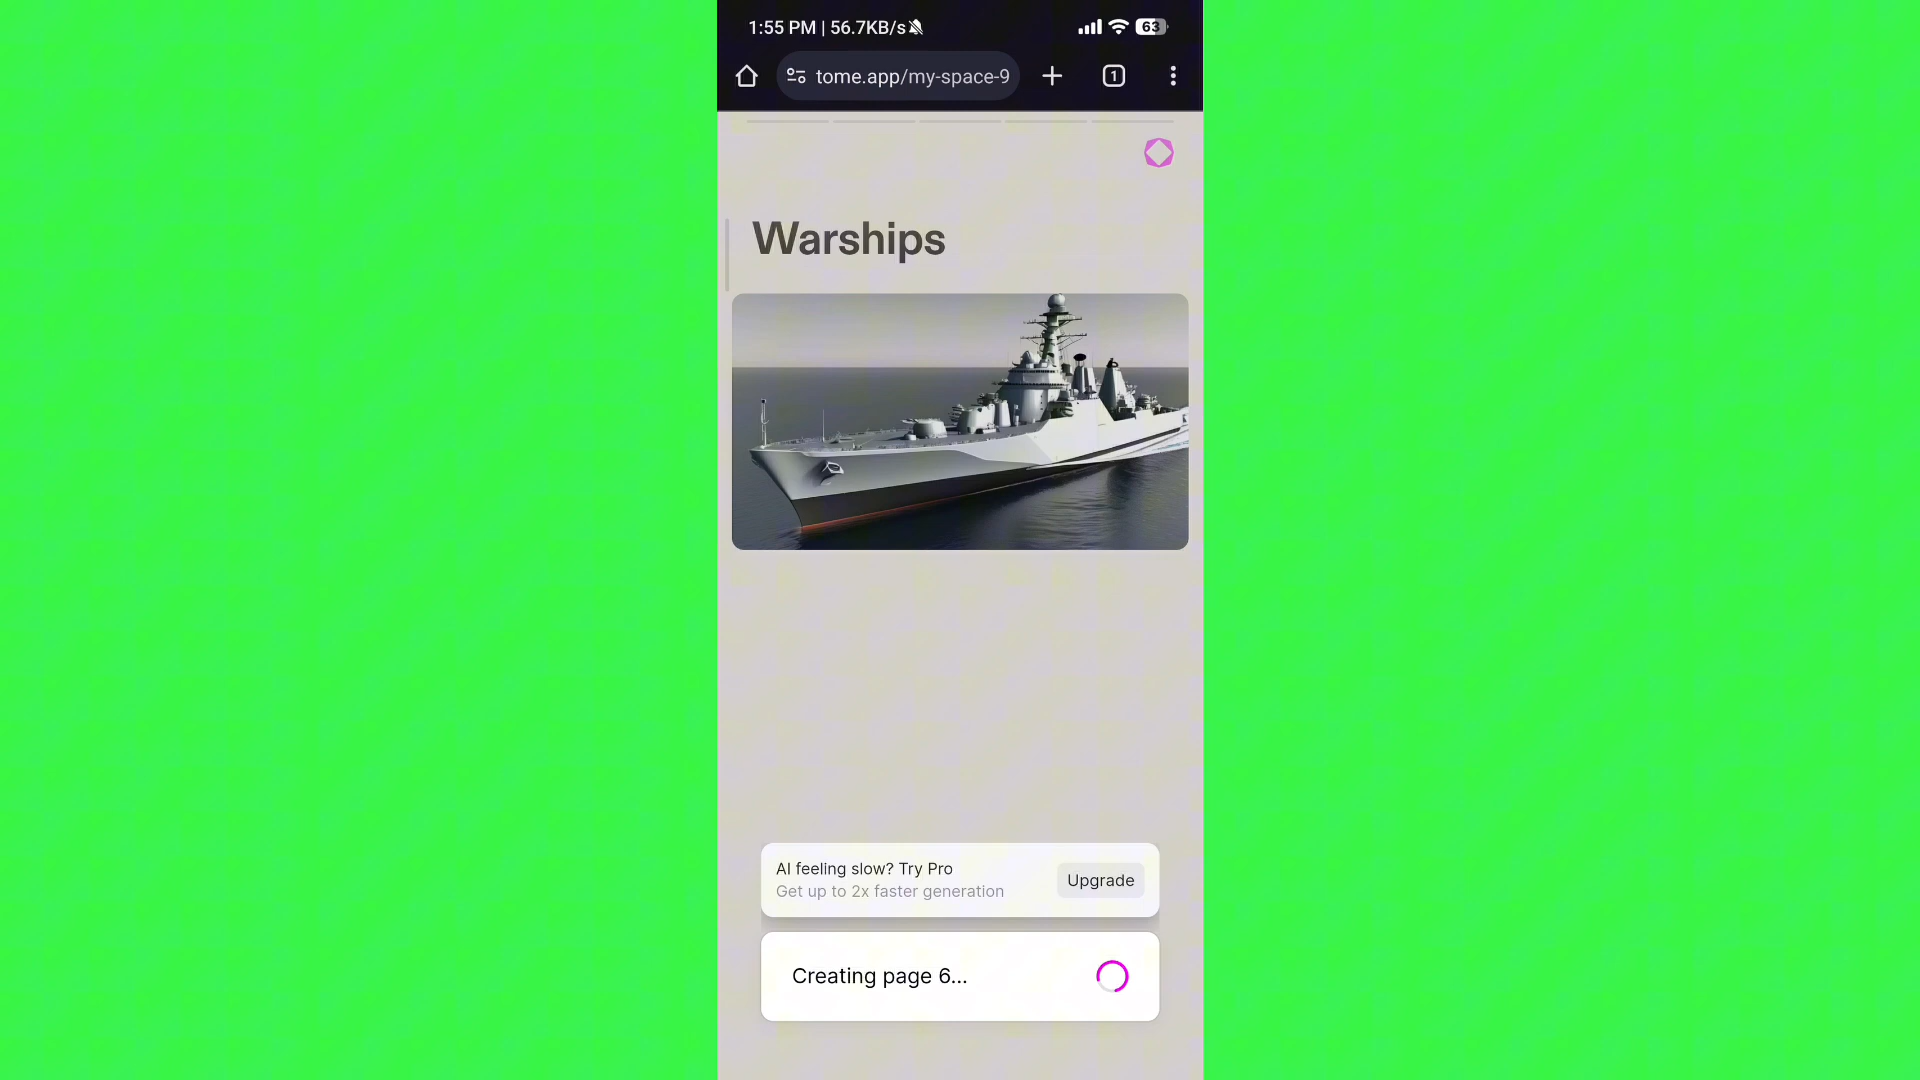 1:55 PM | 56.7KB/s
63
tome.app/my-space-9
1
Warships
AI feeling slow? Try Pro
Get up to 2x faster generation
Upgrade
Creating page 6...